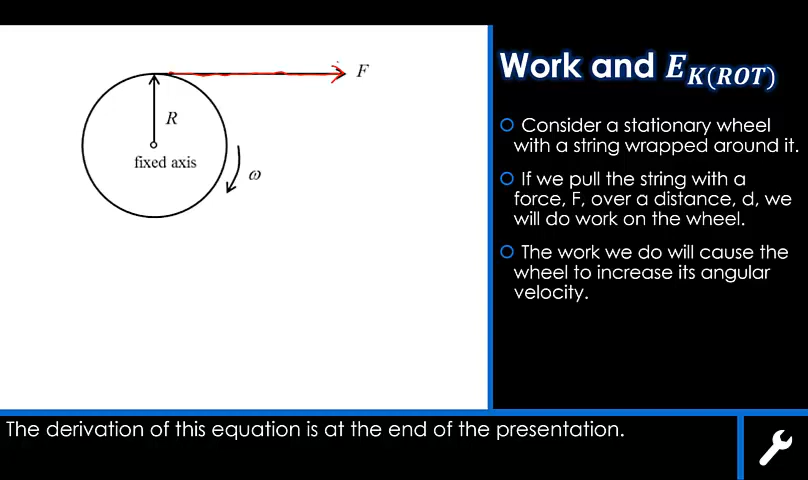 F
R
fixed axis
ω
Work and E_K(ROT)
Consider a stationary wheel
with a string wrapped around it.
If we pull the string with a
force, F, over a distance, d, we
will do work on the wheel.
The work we do will cause the
wheel to increase its angular
velocity.
The derivation of this equation is at the end of the presentation.